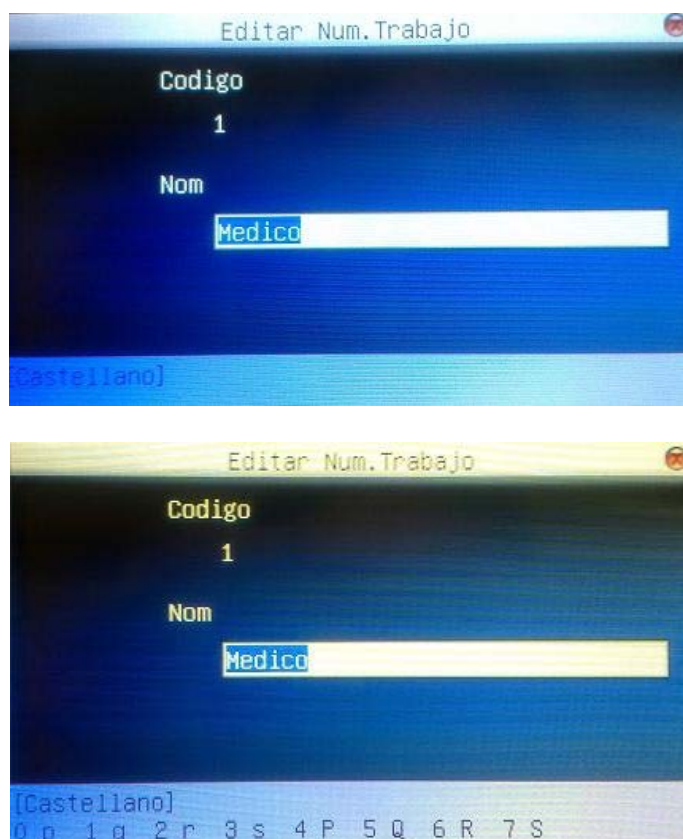 Editar Num.Trabajo
Codigo
1
Nom
Medico
[Castellano]
Editar Num.Trabajo
Codigo
1
Nom
Medico
[Castellano]
0 p 1 q 2 r 3 s 4 P 5 Q 6 R 7 S